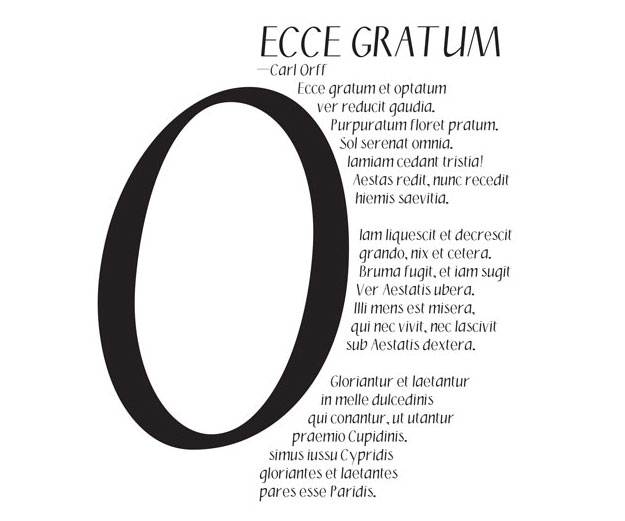 ECCE GRATUM
—Carl Orff
Ecce gratum et optatum
ver reducit gaudia.
Purpuratum floret pratum.
Sol serenat omnia.
Iamiam cedant tristia!
Aestas redit, nunc recedit
hiemis saevitia.
Iam liquescit et decrescit
grando, nix et cetera.
Bruma fugit, et iam sugit
Ver Aestatis ubera.
Illi mens est misera,
qui nec vivit, nec lascivit
sub Aestatis dextera.
Gloriantur et laetantur
in melle dulcedinis
qui conantur, ut utantur
praemio Cupidinis.
simus iussu Cypridis
gloriantes et laetantes
pares esse Paridis.
O